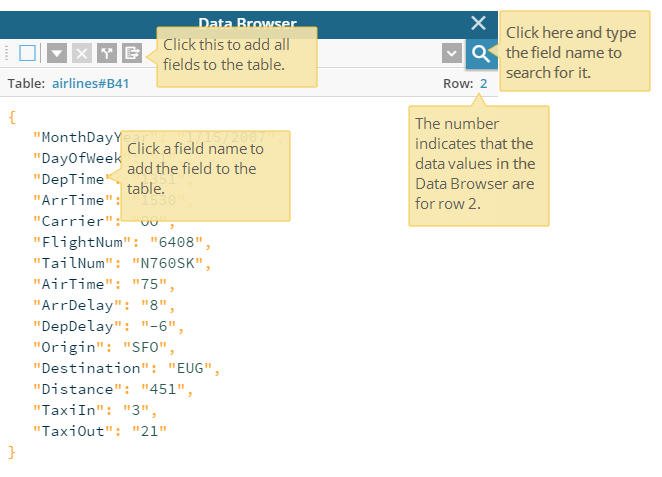 Data Browser
Click here and type
the field name to
search for it.
Click this to add all
fields to the table.
Table: airlines#B41
Row: 2
The number
indicates that the
data values in the
Data Browser are
for row 2.
{
"MonthDayYear": "1/15/2007",
"DayOfWeek
Click a field name to
add the field to the
table.
"DepTime": "1351",
"ArrTime": "1530",
"Carrier": "OO",
"FlightNum": "6408",
"TailNum": "N760SK",
"AirTime": "75",
"ArrDelay": "8",
"DepDelay": "-6",
"Origin": "SFO",
"Destination": "EUG",
"Distance": "451",
"TaxiIn": "3",
"TaxiOut": "21"
}